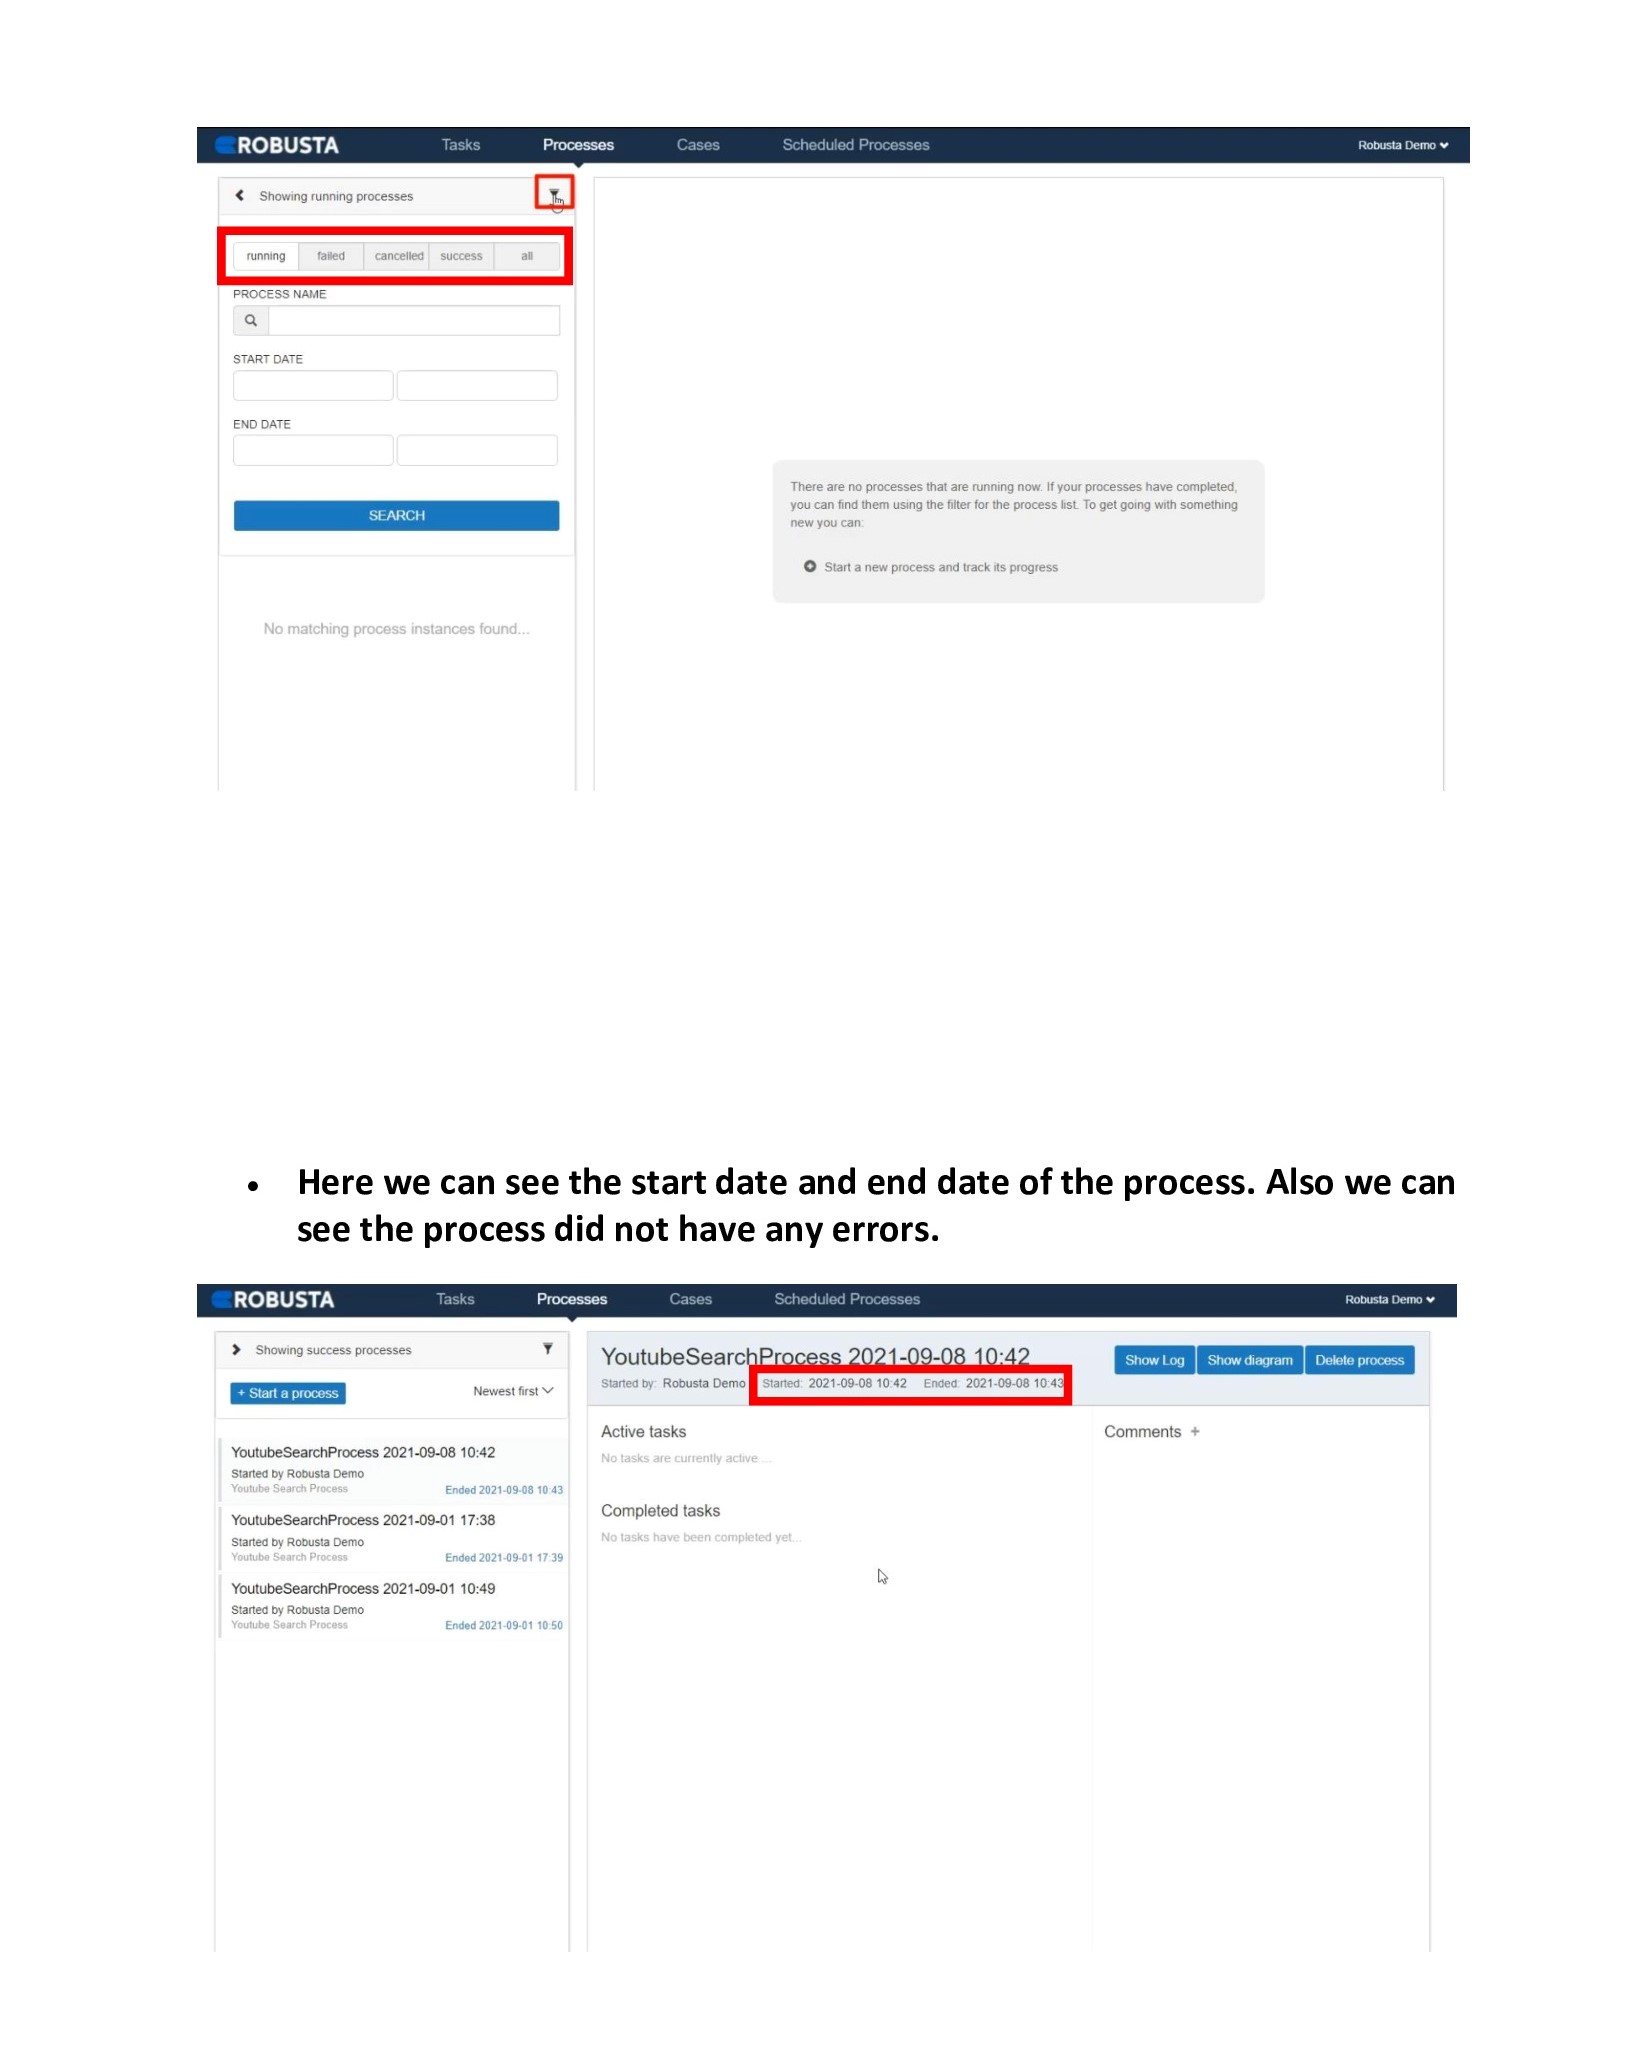 ROBUSTA Tasks Processes Cases Scheduled Processes Robusta Demo
Showing running processes
running failed cancelled success all
PROCESS NAME
START DATE
END DATE
SEARCH
No matching process instances found...
There are no processes that are running now. If your processes have completed,
you can find them using the filter for the process list. To get going with something
new you can:
Start a new process and track its progress
• Here we can see the start date and end date of the process. Also we can
see the process did not have any errors.
ROBUSTA Tasks Processes Cases Scheduled Processes Robusta Demo
Showing success processes
+ Start a process Newest first
YoutubeSearchProcess 2021-09-08 10:42
Started by Robusta Demo
Youtube Search Process Ended 2021-09-08 10:43
YoutubeSearchProcess 2021-09-01 17:38
Started by Robusta Demo
Youtube Search Process Ended 2021-09-01 17:39
YoutubeSearchProcess 2021-09-01 10:49
Started by Robusta Demo
Youtube Search Process Ended 2021-09-01 10:50
YoutubeSearchProcess 2021-09-08 10:42
Started by: Robusta Demo Started: 2021-09-08 10:42 Ended: 2021-09-08 10:43
Show Log Show diagram Delete process
Active tasks
No tasks are currently active ...
Completed tasks
No tasks have been completed yet...
Comments +